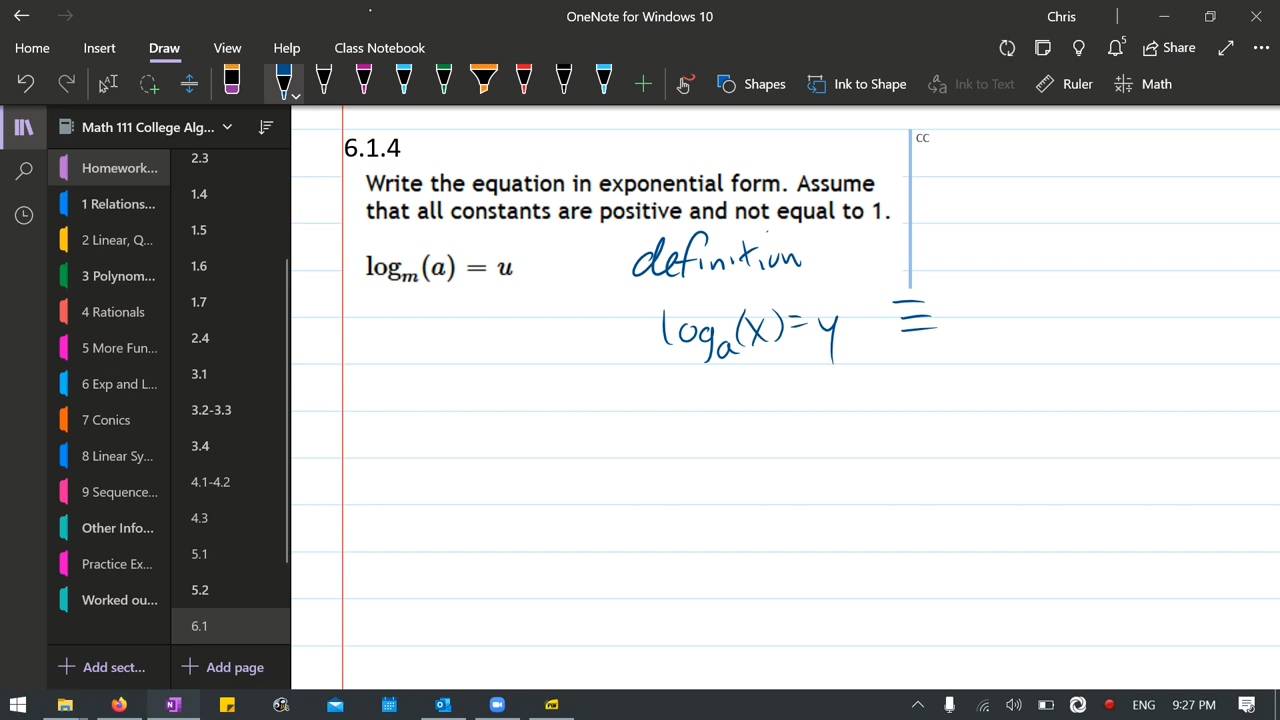 OneNote for Windows 10
Chris
Home Insert Draw View Help Class Notebook
5
Share
Shapes Ink to Shape Ink to Text Ruler Math
Math 111 College Alg...
Homework...
1 Relations...
2 Linear, Q...
3 Polynom...
4 Rationals
5 More Fun...
6 Exp and L...
7 Conics
8 Linear Sy...
9 Sequence...
Other Info...
Practice Ex...
Worked ou...
Add sect...
2.3
1.4
1.5
1.6
1.7
2.4
3.1
3.2-3.3
3.4
4.1-4.2
4.3
5.1
5.2
6.1
Add page
6.1.4
CC
Write the equation in exponential form. Assume
that all constants are positive and not equal to 1.
logₘ(a) = u
definition
logₐ(x)=y ≡
ENG 9:27 PM